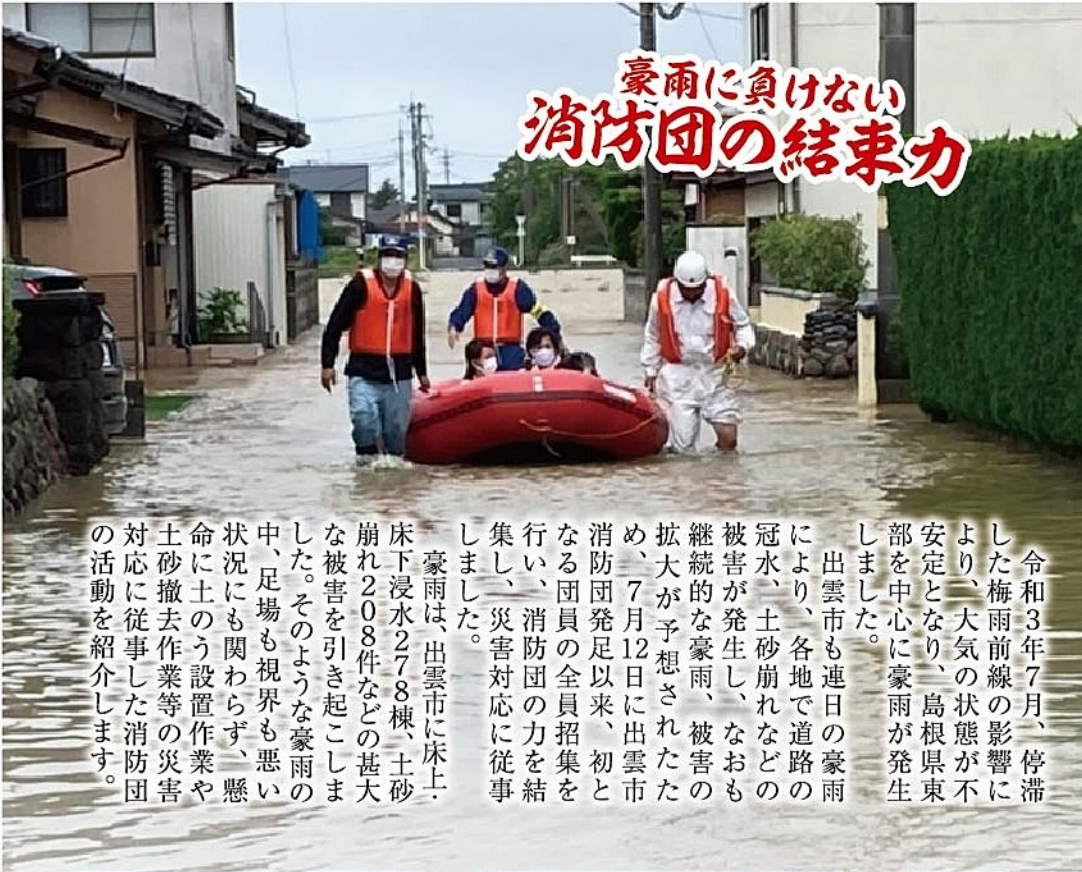 豪雨に負けない
消防団の結束力
令和3年7月、停滞
した梅雨前線の影響に
より、大気の状態が不
安定となり、島根県東
部を中心に豪雨が発生
しました。
出雲市も連日の豪雨
により、各地で道路の
冠水、土砂崩れなどの
被害が発生し、なおも
継続的な豪雨、被害の
拡大が予想されたた
め、7月12日に出雲市
消防団発足以来、初と
なる団員の全員招集を
行い、消防団の力を結
集し、災害対応に従事
しました。
豪雨は、出雲市に床上・
床下浸水278棟、土砂
崩れ208件などの甚大
な被害を引き起こしま
した。そのような豪雨の
中、足場も視界も悪い
状況にも関わらず、懸
命に土のう設置作業や
土砂撤去作業等の災害
対応に従事した消防団
の活動を紹介します。